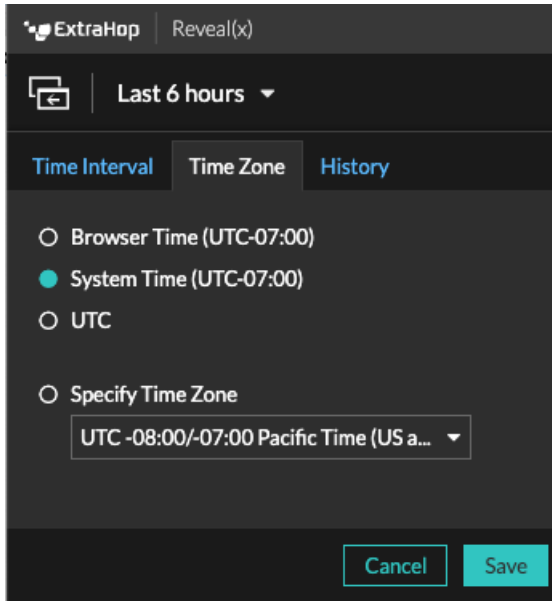 ExtraHop Reveal(x)
Last 6 hours
Time Interval Time Zone History
Browser Time (UTC-07:00)
System Time (UTC-07:00)
UTC
Specify Time Zone
UTC -08:00/-07:00 Pacific Time (US a...
Cancel Save